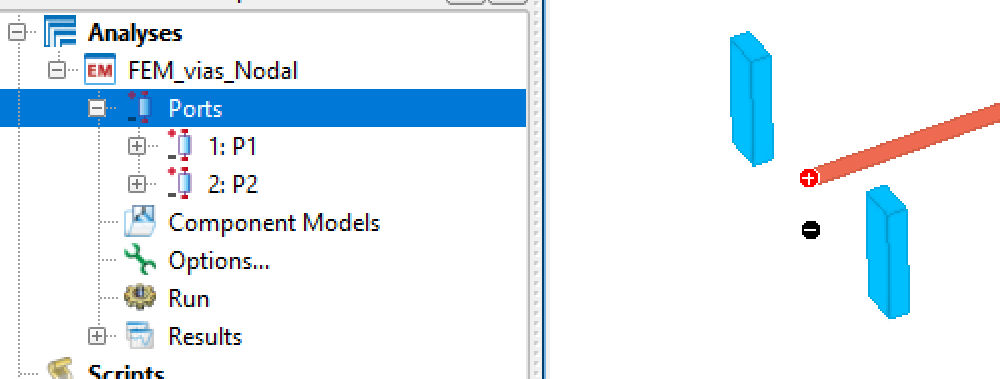 Analyses
EM FEM_vias_Nodal
Ports
1: P1
2: P2
Component Models
Options...
Run
Results
Scripts